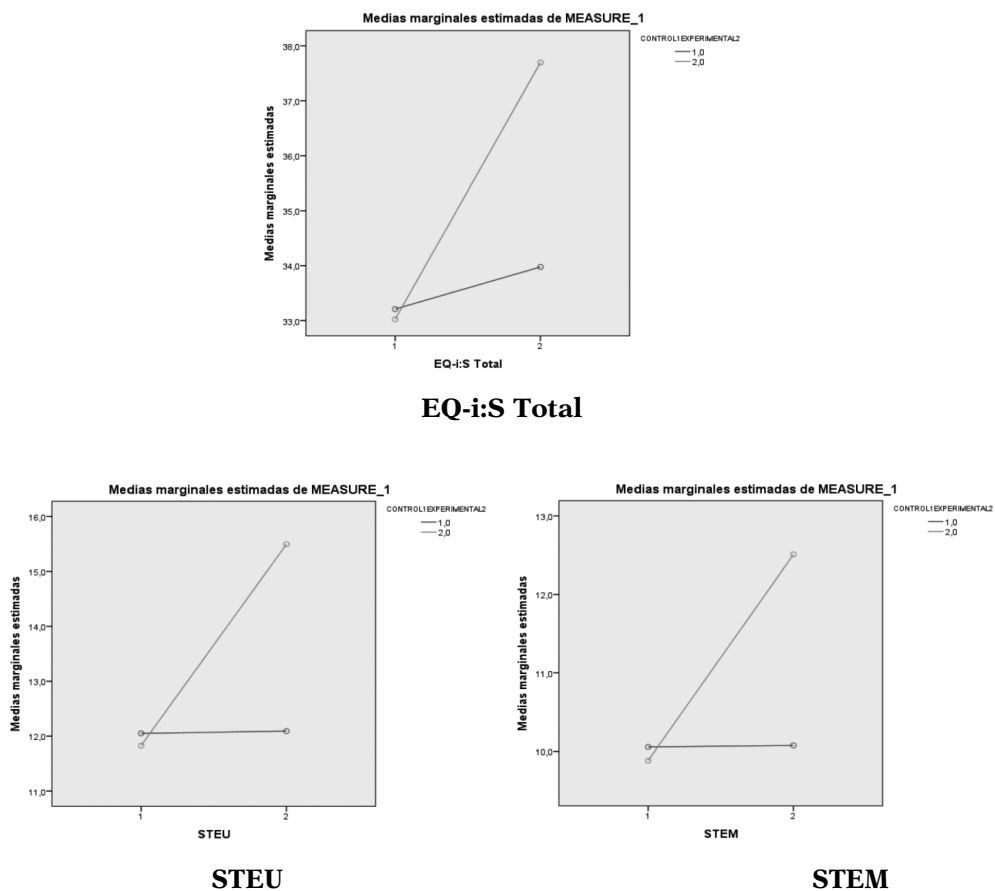 Medias marginales estimadas de MEASURE_1
CONTROL1EXPERIMENTAL2
1,0
2,0
38,0
37,0
36,0
35,0
34,0
33,0
Medias marginales estimadas
1 2
EQ-i:S Total
EQ-i:S Total
Medias marginales estimadas de MEASURE_1
CONTROL1EXPERIMENTAL2
1,0
2,0
16,0
15,0
14,0
13,0
12,0
11,0
Medias marginales estimadas
1 2
STEU
STEU
Medias marginales estimadas de MEASURE_1
CONTROL1EXPERIMENTAL2
1,0
2,0
13,0
12,0
11,0
10,0
Medias marginales estimadas
1 2
STEM
STEM